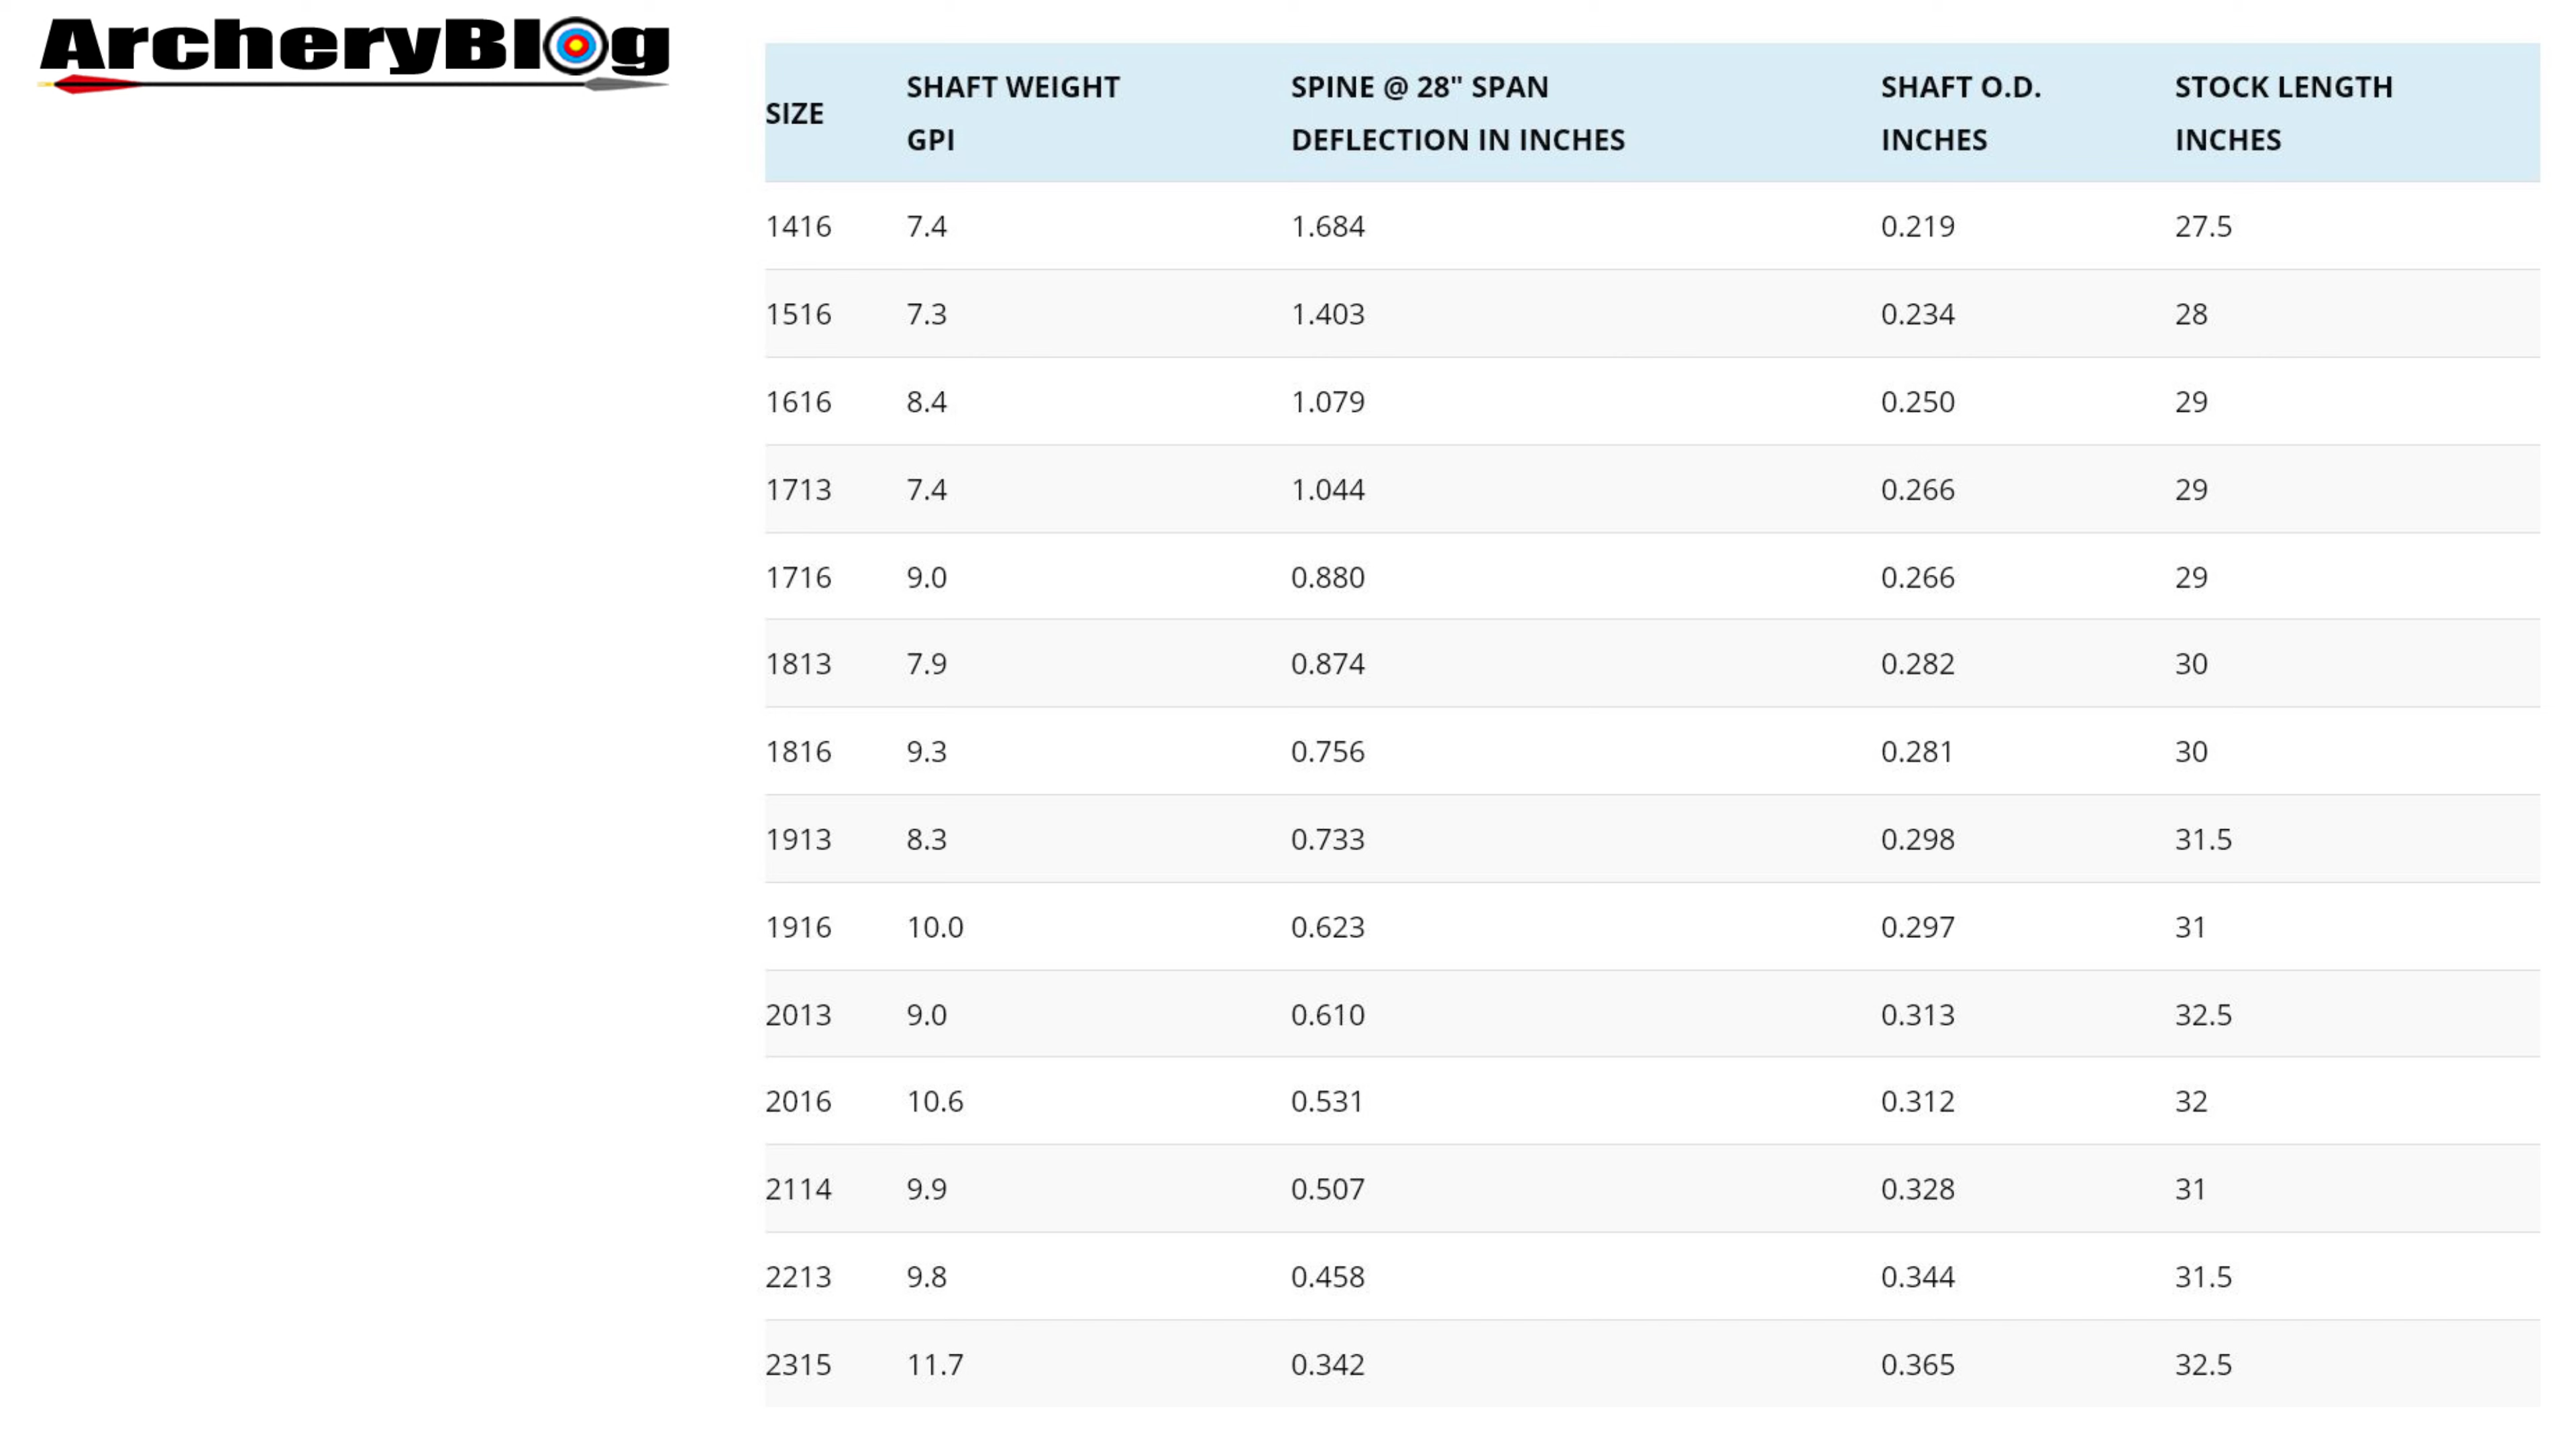 ArcheryBlog
SIZE SHAFT WEIGHT GPI SPINE @ 28" SPAN DEFLECTION IN INCHES SHAFT O.D. INCHES STOCK LENGTH INCHES
1416 7.4 1.684 0.219 27.5
1516 7.3 1.403 0.234 28
1616 8.4 1.079 0.250 29
1713 7.4 1.044 0.266 29
1716 9.0 0.880 0.266 29
1813 7.9 0.874 0.282 30
1816 9.3 0.756 0.281 30
1913 8.3 0.733 0.298 31.5
1916 10.0 0.623 0.297 31
2013 9.0 0.610 0.313 32.5
2016 10.6 0.531 0.312 32
2114 9.9 0.507 0.328 31
2213 9.8 0.458 0.344 31.5
2315 11.7 0.342 0.365 32.5